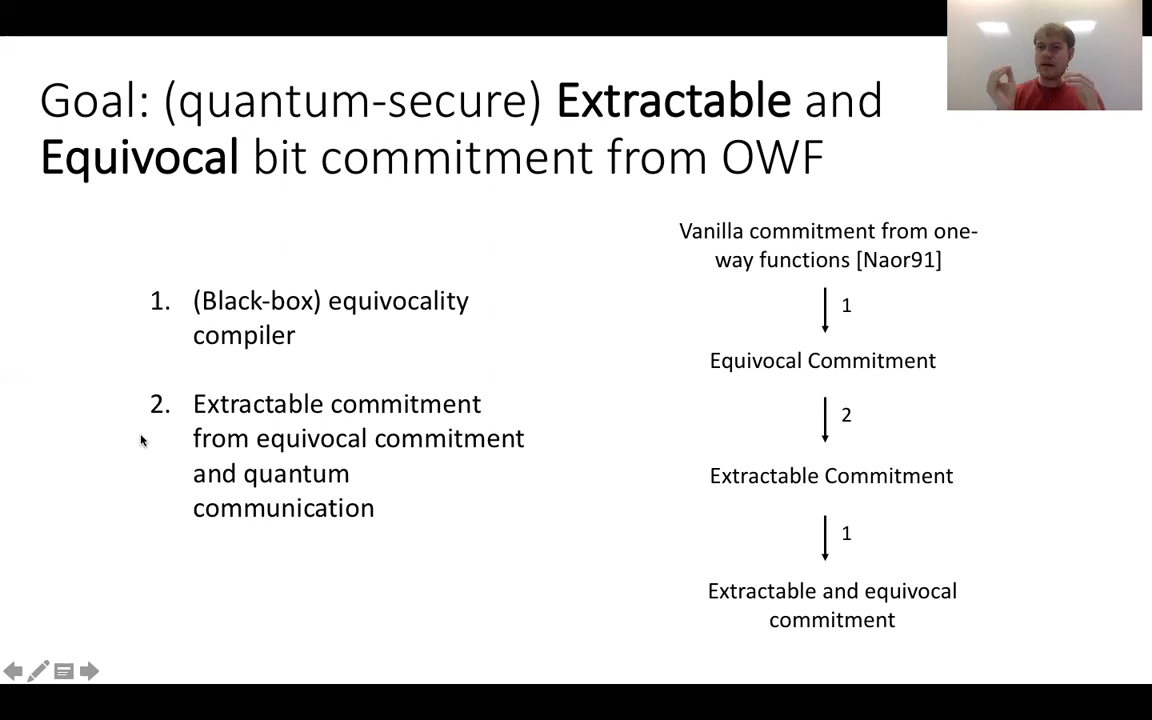 Goal: (quantum-secure) Extractable and
Equivocal bit commitment from OWF
1. (Black-box) equivocality
compiler
2. Extractable commitment
from equivocal commitment
and quantum
communication
Vanilla commitment from one-
way functions [Naor91]
1
Equivocal Commitment
2
Extractable Commitment
1
Extractable and equivocal
commitment